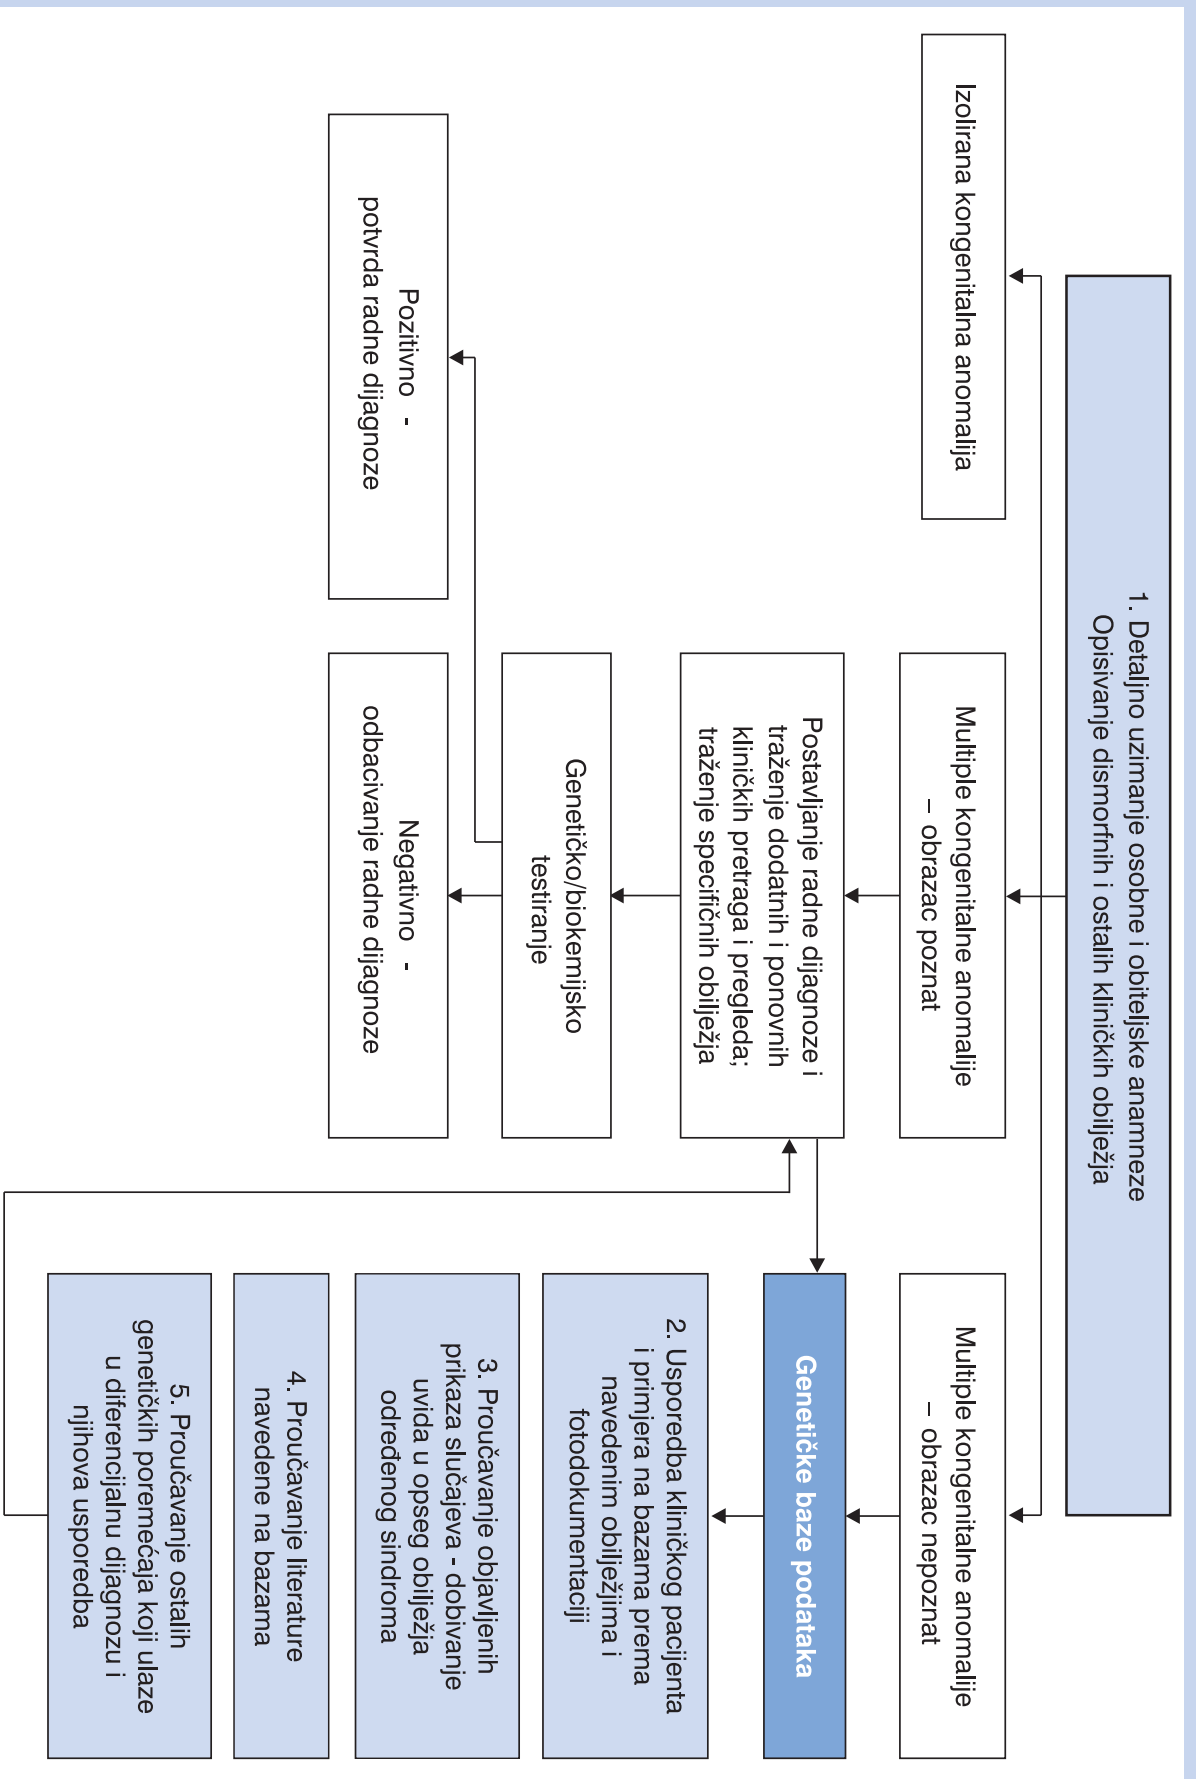 1. Detaljno uzimanje osobne i obiteljske anamneze
Opisivanje dismorfnih i ostalih kliničkih obilježja
Izolirana kongenitalna anomalija
Multiple kongenitalne anomalije
– obrazac poznat
Multiple kongenitalne anomalije
– obrazac nepoznat
Postavljanje radne dijagnoze i
traženje dodatnih i ponovnih
kliničkih pretraga i pregleda;
traženje specifičnih obilježja
Genetičke baze podataka
Genetičko/biokemijsko
testiranje
2. Usporedba kliničkog pacijenta
i primjera na bazama prema
navedenim obilježjima i
fotodokumentaciji
Pozitivno -
potvrda radne dijagnoze
Negativno -
odbacivanje radne dijagnoze
3. Proučavanje objavljenih
prikaza slučajeva - dobivanje
uvida u opseg obilježja
određenog sindroma
4. Proučavanje literature
navedene na bazama
5. Proučavanje ostalih
genetičkih poremećaja koji ulaze
u diferencijalnu dijagnozu i
njihova usporedba